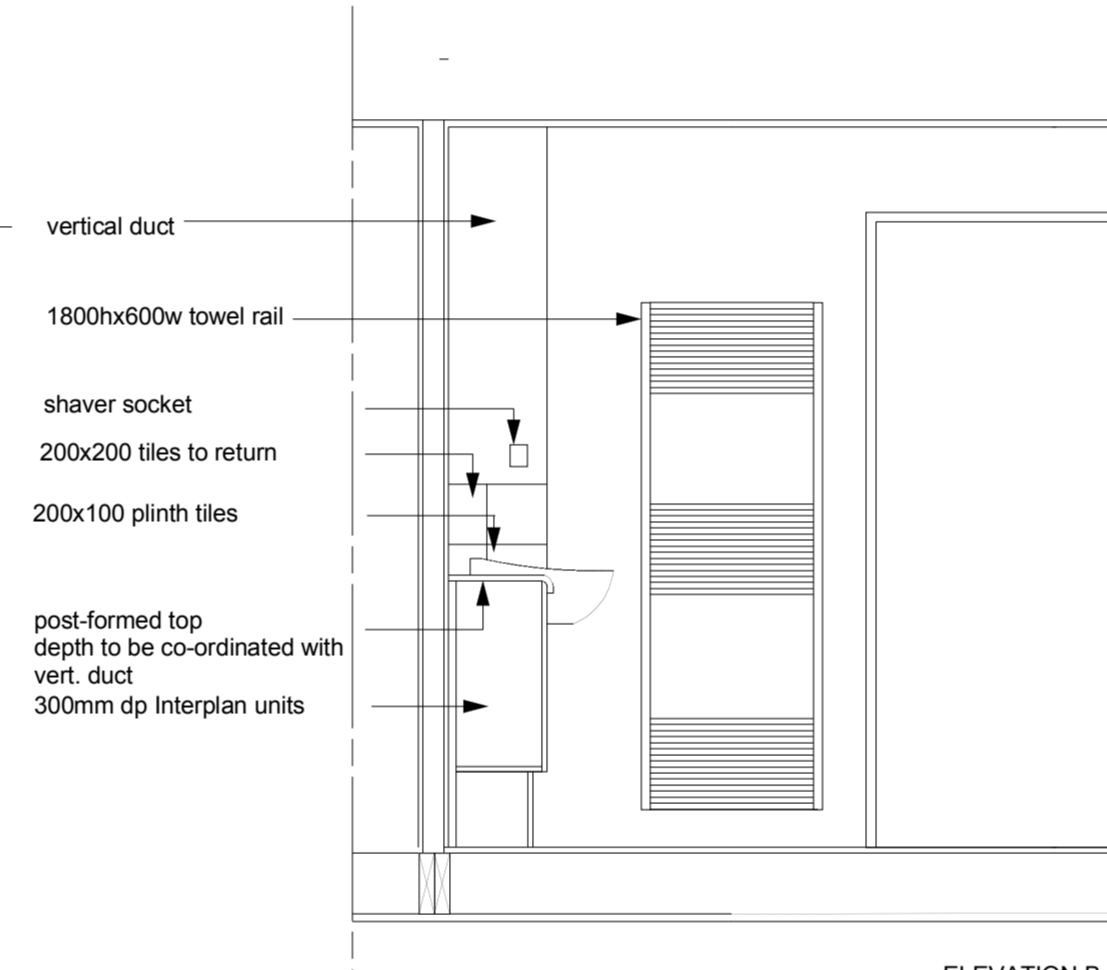 vertical duct
1800hx600w towel rail
shaver socket
200x200 tiles to return
200x100 plinth tiles
post-formed top
depth to be co-ordinated with
vert. duct
300mm dp Interplan units
ELEVATION B